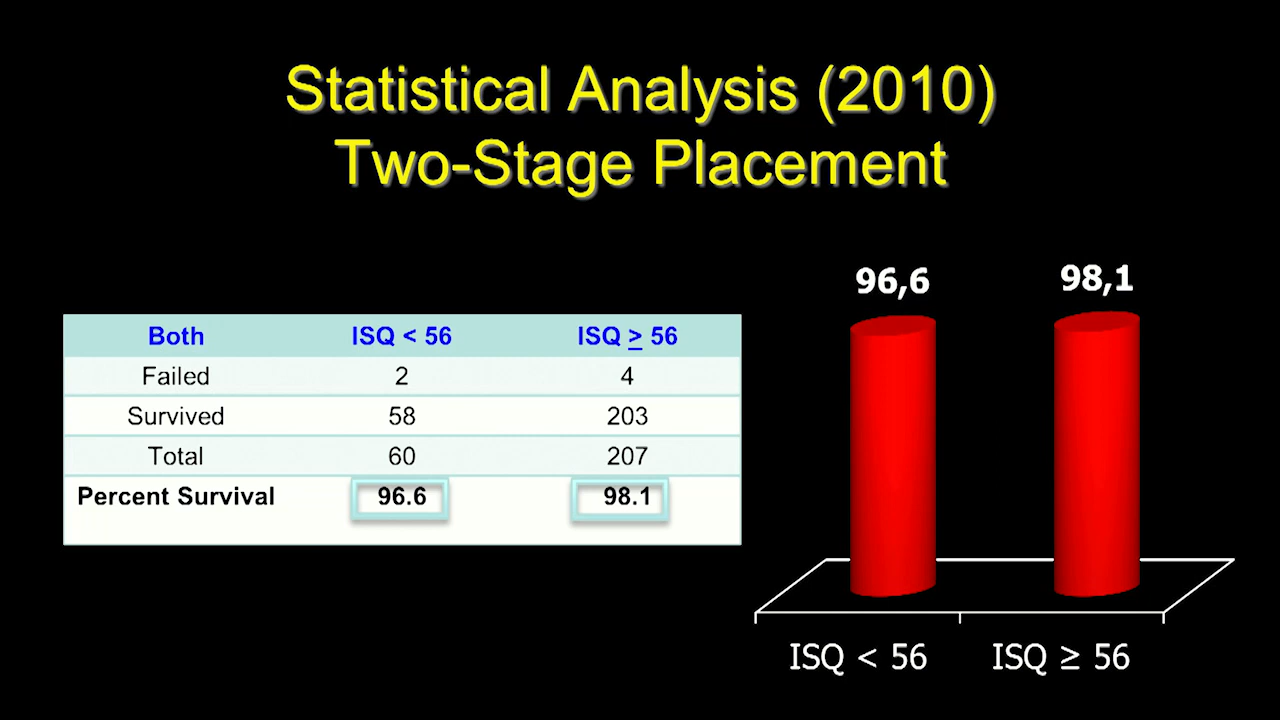 Statistical Analysis (2010)
Two-Stage Placement
Both ISQ < 56 ISQ ≥ 56
Failed 2 4
Survived 58 203
Total 60 207
Percent Survival 96.6 98.1
96,6 98,1
ISQ < 56 ISQ ≥ 56